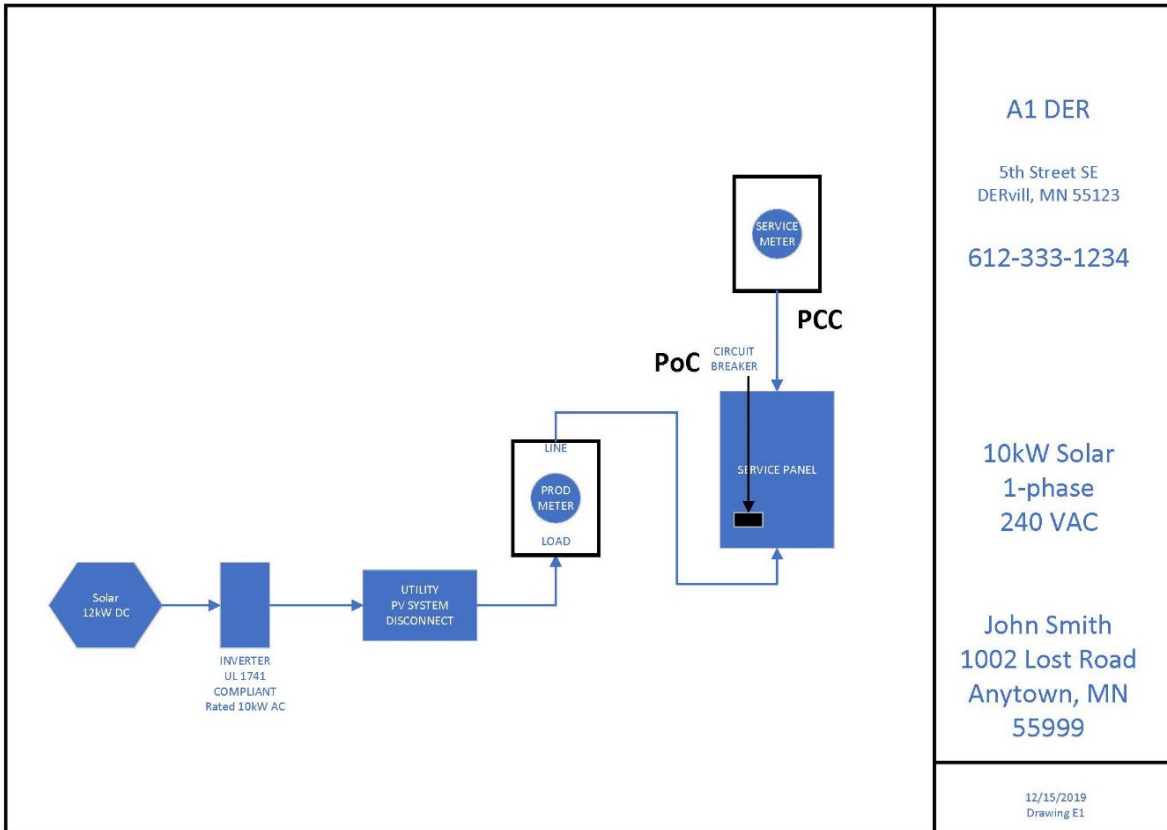 SERVICE
METER
PCC
PoC
CIRCUIT
BREAKER
SERVICE PANEL
LINE
PROD
METER
LOAD
Solar
12kW DC
INVERTER
UL 1741
COMPLIANT
Rated 10kW AC
UTILITY
PV SYSTEM
DISCONNECT
A1 DER
5th Street SE
DERvill, MN 55123
612-333-1234
10kW Solar
1-phase
240 VAC
John Smith
1002 Lost Road
Anytown, MN
55999
12/15/2019
Drawing E1